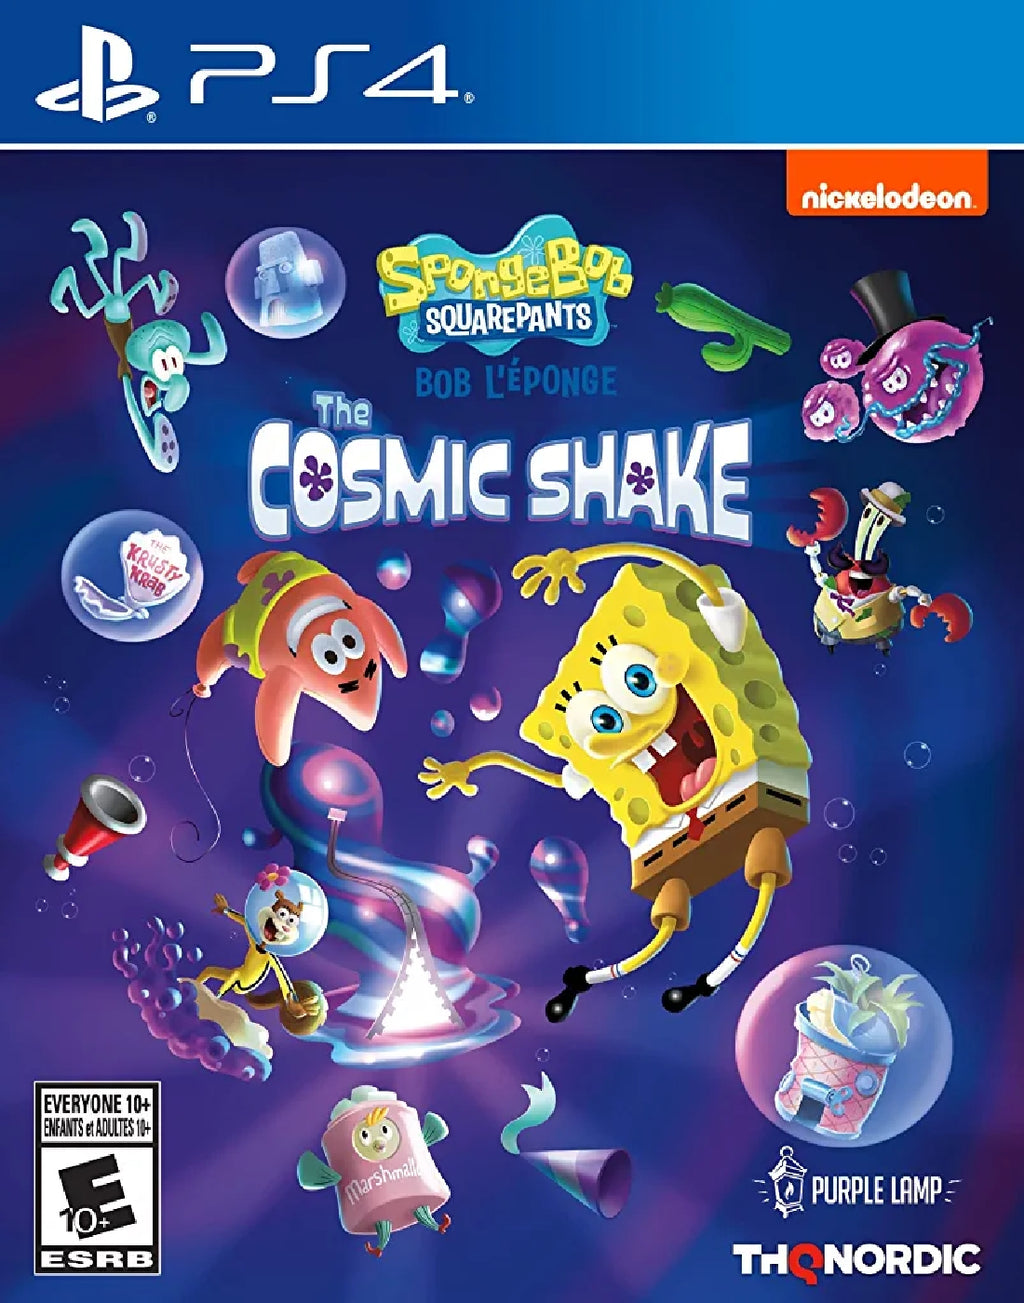 PS4
nickelodeon
SpongeBob
SQUAREPANTS
BOB L'ÉPONGE
The
COSMIC SHAKE
THE
KRUSTY
KRAB
Marshmall
EVERYONE 10+
ENFANTS et ADULTES 10+
E
10+
ESRB
PURPLE LAMP
THQNORDIC